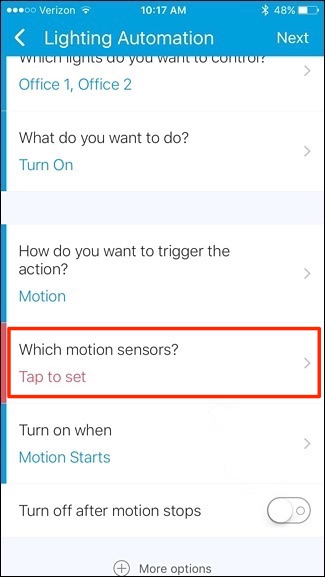 Verizon 10:17 AM 48%
Lighting Automation Next
Which lights do you want to control?
Office 1, Office 2
What do you want to do?
Turn On
How do you want to trigger the
action?
Motion
Which motion sensors?
Tap to set
Turn on when
Motion Starts
Turn off after motion stops
More options